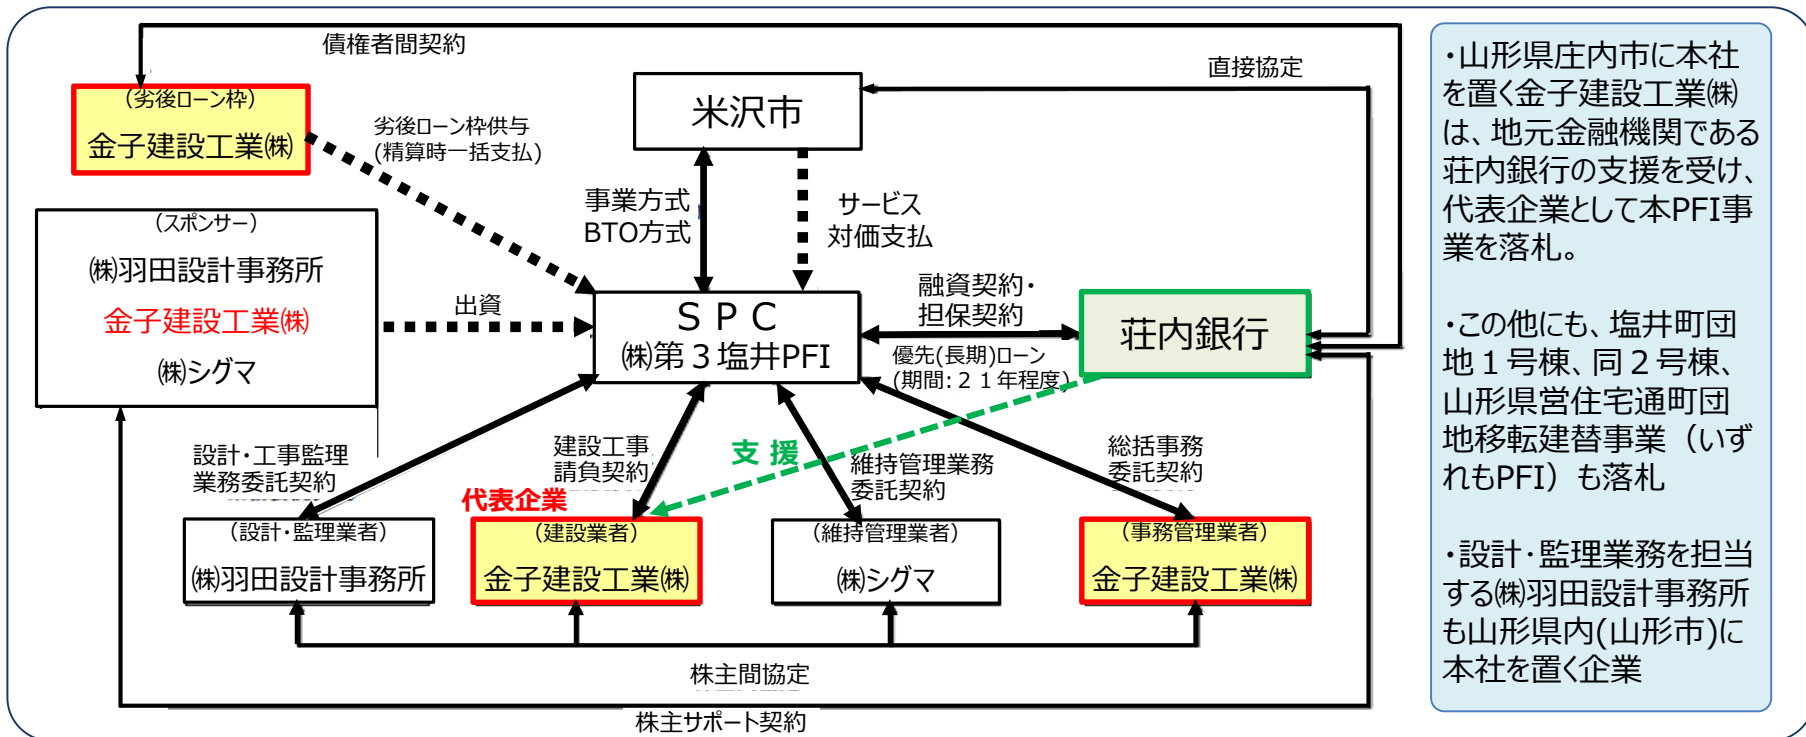 債権者間契約
直接協定
（劣後ローン枠）
金子建設工業㈱
劣後ローン枠供与
(精算時一括支払)
米沢市
事業方式
BTO方式
サービス
対価支払
（スポンサー）
㈱羽田設計事務所
金子建設工業㈱
㈱シグマ
出資
ＳＰＣ
㈱第３塩井PFI
融資契約・
担保契約
優先(長期)ローン
(期間:２１年程度)
荘内銀行
設計・工事監理
業務委託契約
建設工事
請負契約
支援
維持管理業務
委託契約
総括事務
委託契約
代表企業
（設計・監理業者）
㈱羽田設計事務所
（建設業者）
金子建設工業㈱
（維持管理業者）
㈱シグマ
（事務管理業者）
金子建設工業㈱
株主間協定
株主サポート契約
・山形県庄内市に本社
を置く金子建設工業㈱
は、地元金融機関である
荘内銀行の支援を受け、
代表企業として本PFI事
業を落札。
・この他にも、塩井町団
地１号棟、同２号棟、
山形県営住宅通町団
地移転建替事業（いず
れもPFI）も落札
・設計・監理業務を担当
する㈱羽田設計事務所
も山形県内(山形市)に
本社を置く企業